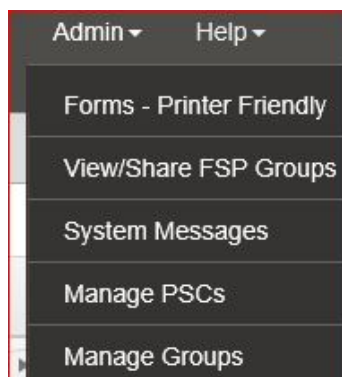 Admin Help
Forms - Printer Friendly
View/Share FSP Groups
System Messages
Manage PSCs
Manage Groups